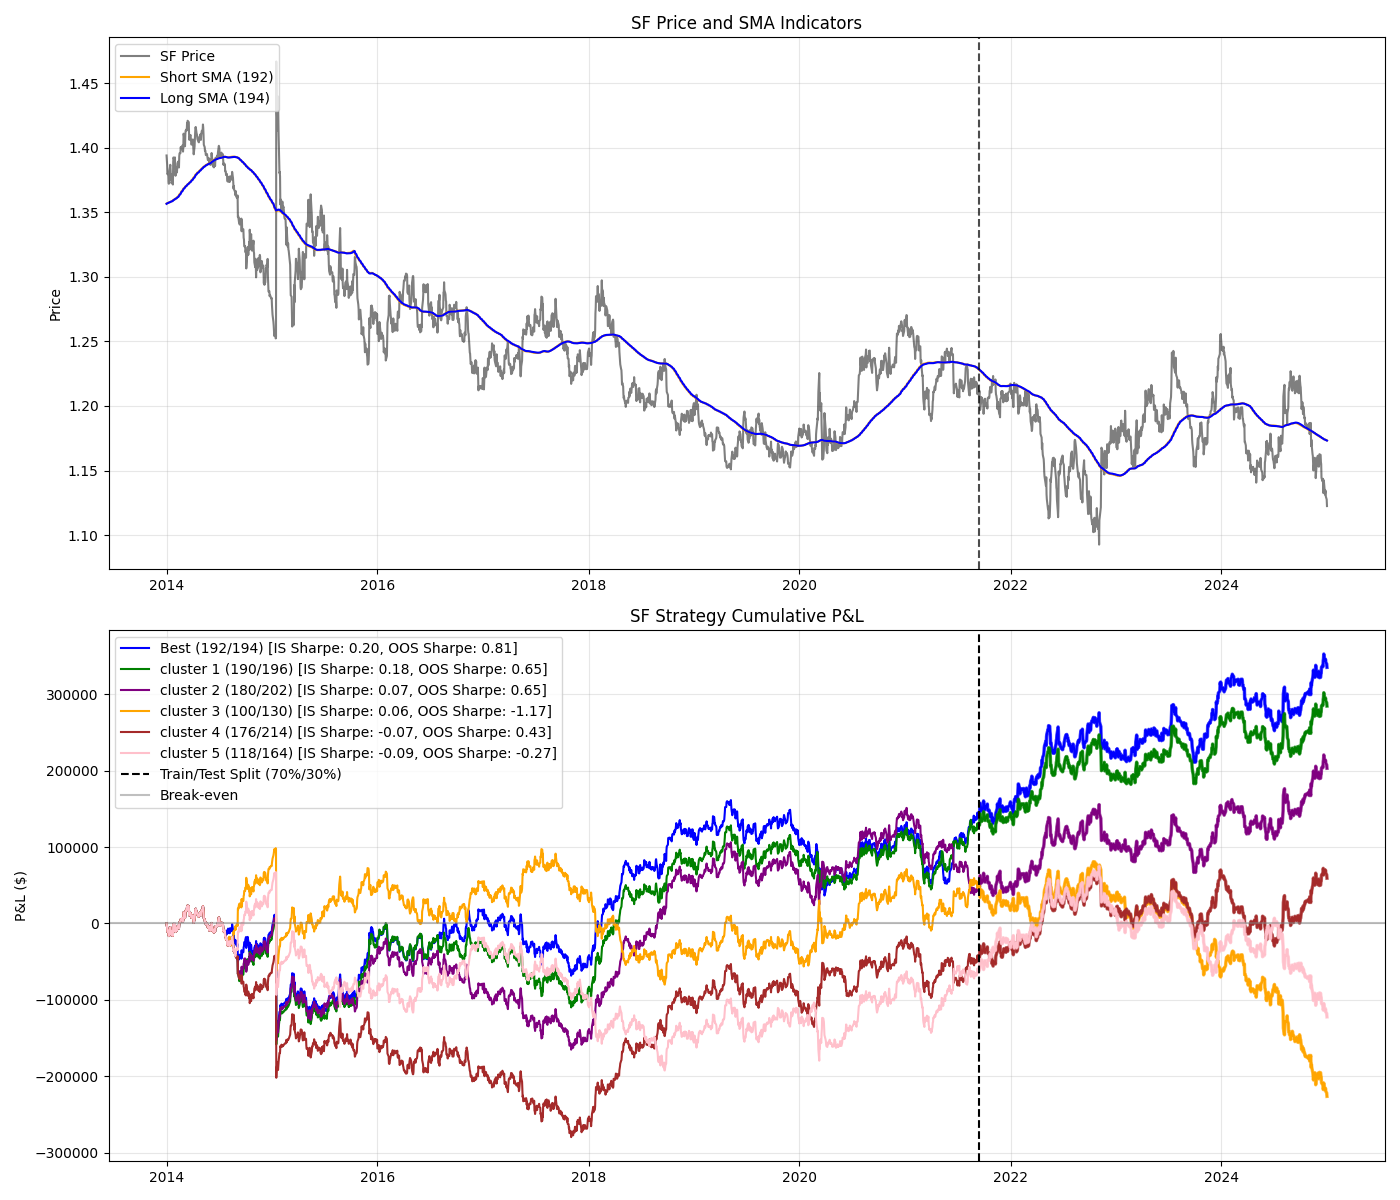 SF Price and SMA Indicators
SF Price
Short SMA (192)
Long SMA (194)
Price
1.45
1.40
1.35
1.30
1.25
1.20
1.15
1.10
2014
2016
2018
2020
2022
2024
SF Strategy Cumulative P&L
Best (192/194) [IS Sharpe: 0.20, OOS Sharpe: 0.81]
cluster 1 (190/196) [IS Sharpe: 0.18, OOS Sharpe: 0.65]
cluster 2 (180/202) [IS Sharpe: 0.07, OOS Sharpe: 0.65]
cluster 3 (100/130) [IS Sharpe: 0.06, OOS Sharpe: -1.17]
cluster 4 (176/214) [IS Sharpe: -0.07, OOS Sharpe: 0.43]
cluster 5 (118/164) [IS Sharpe: -0.09, OOS Sharpe: -0.27]
Train/Test Split (70%/30%)
Break-even
P&L ($)
300000
200000
100000
0
−100000
−200000
−300000
2014
2016
2018
2020
2022
2024